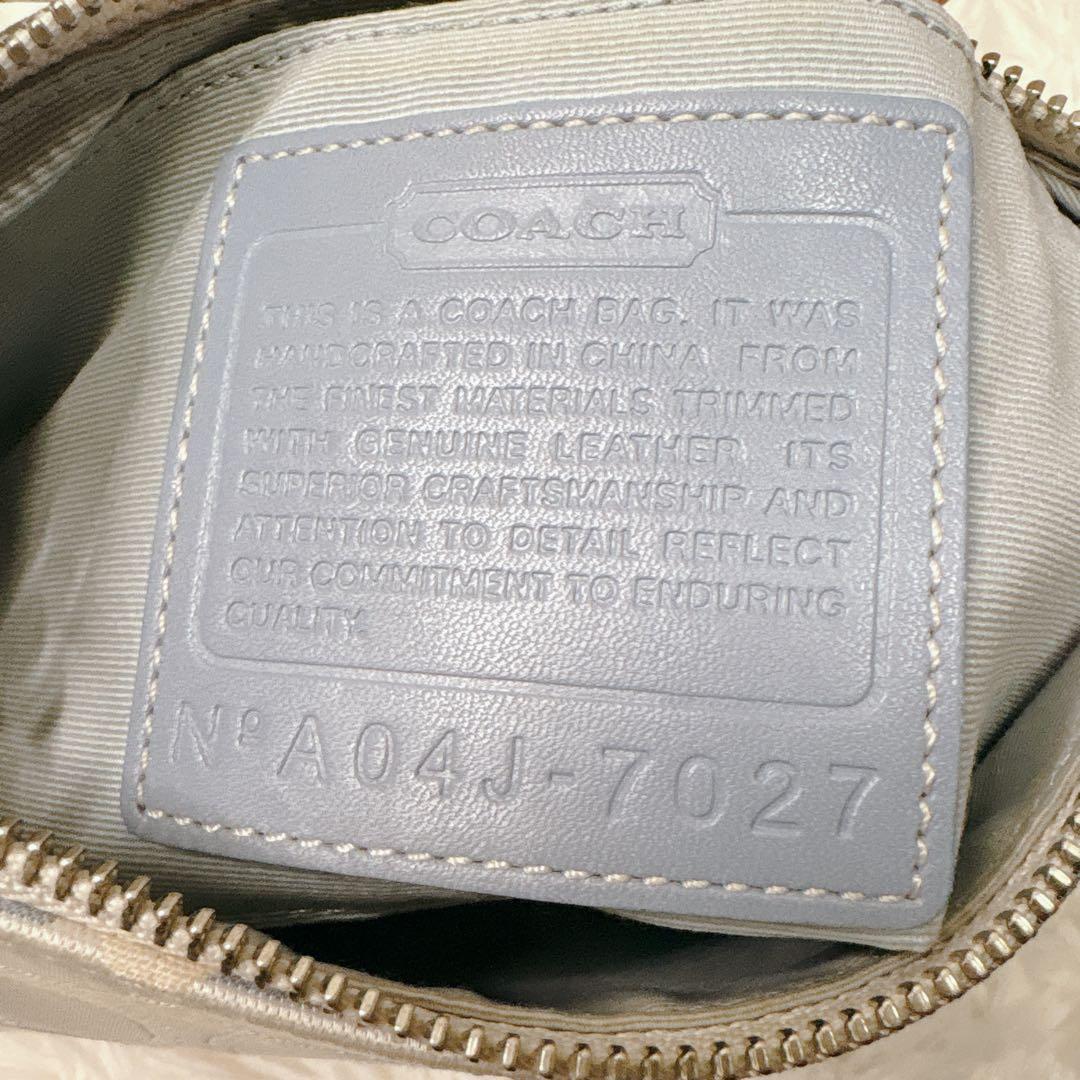 COACH
THIS IS A COACH BAG. IT WAS
HANDCRAFTED IN CHINA FROM
THE FINEST MATERIALS TRIMMED
WITH GENUINE LEATHER. ITS
SUPERIOR CRAFTSMANSHIP AND
ATTENTION TO DETAIL REFLECT
OUR COMMITMENT TO ENDURING
QUALITY.
Nº A04J-7027